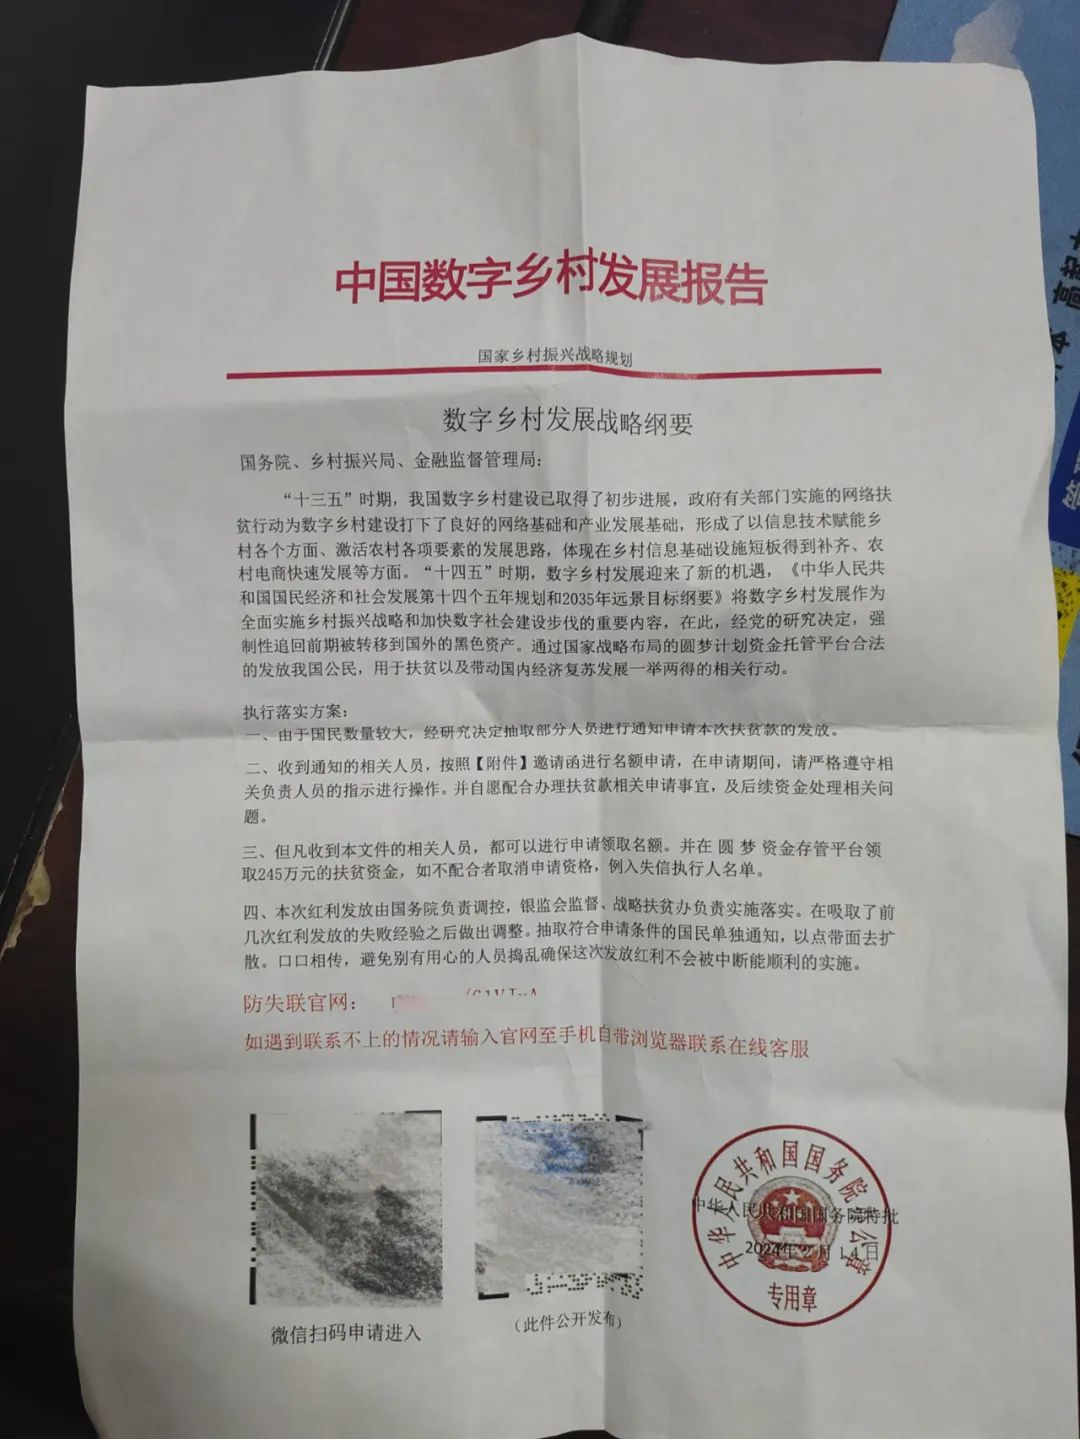 中国数字乡村发展报告
国家乡村振兴战略规划
数字乡村发展战略纲要
国务院、乡村振兴局、金融监督管理局：
“十三五”时期，我国数字乡村建设已取得了初步进展，政府有关部门实施的网络扶
贫行动为数字乡村建设打下了良好的网络基础和产业发展基础，形成了以信息技术赋能乡
村各个方面、激活农村各项要素的发展思路，体现在乡村信息基础设施短板得到补齐、农
村电商快速发展等方面。“十四五”时期，数字乡村发展迎来了新的机遇，《中华人民共
和国国民经济和社会发展第十四个五年规划和2035年远景目标纲要》将数字乡村发展作为
全面实施乡村振兴战略和加快数字社会建设步伐的重要内容，在此，经党的研究决定，强
制性追回前期被转移到国外的黑色资产。通过国家战略布局的圆梦计划资金托管平台合法
的发放我国公民，用于扶贫以及带动国内经济复苏发展一举两得的相关行动。
执行落实方案：
一、由于国民数量较大，经研究决定抽取部分人员进行通知申请本次扶贫款的发放。
二、收到通知的相关人员，按照【附件】邀请函进行名额申请，在申请期间，请严格遵守相
关负责人员的指示进行操作。并自愿配合办理扶贫款相关申请事宜，及后续资金处理相关问
题。
三、但凡收到本文件的相关人员，都可以进行申请领取名额。并在 圆 梦 资金存管平台领
取245万元的扶贫资金，如不配合者取消申请资格，例入失信执行人名单。
四、本次红利发放由国务院负责调控，银监会监督、战略扶贫办负责实施落实。在吸取了前
几次红利发放的失败经验之后做出调整。抽取符合申请条件的国民单独通知，以点带面去扩
散。口口相传，避免别有用心的人员捣乱确保这次发放红利不会被中断能顺利的实施。
防失联官网：
如遇到联系不上的情况请输入官网至手机自带浏览器联系在线客服
微信扫码申请进入
（此件公开发布）
中华人民共和国国务院
公章
专用章
中华人民共和国国务院特批
2024年2月14日